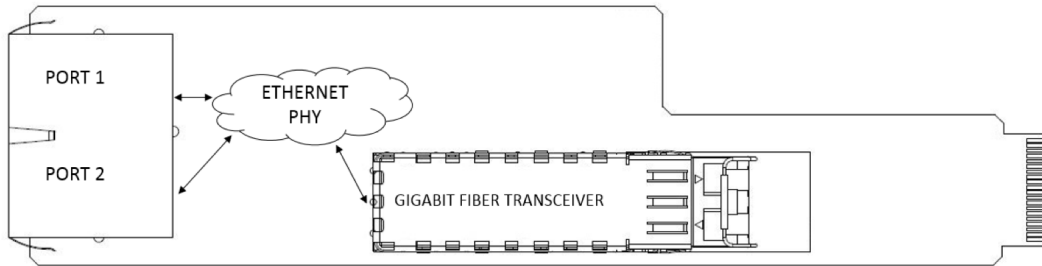 PORT 1
PORT 2
ETHERNET
PHY
GIGABIT FIBER TRANSCEIVER